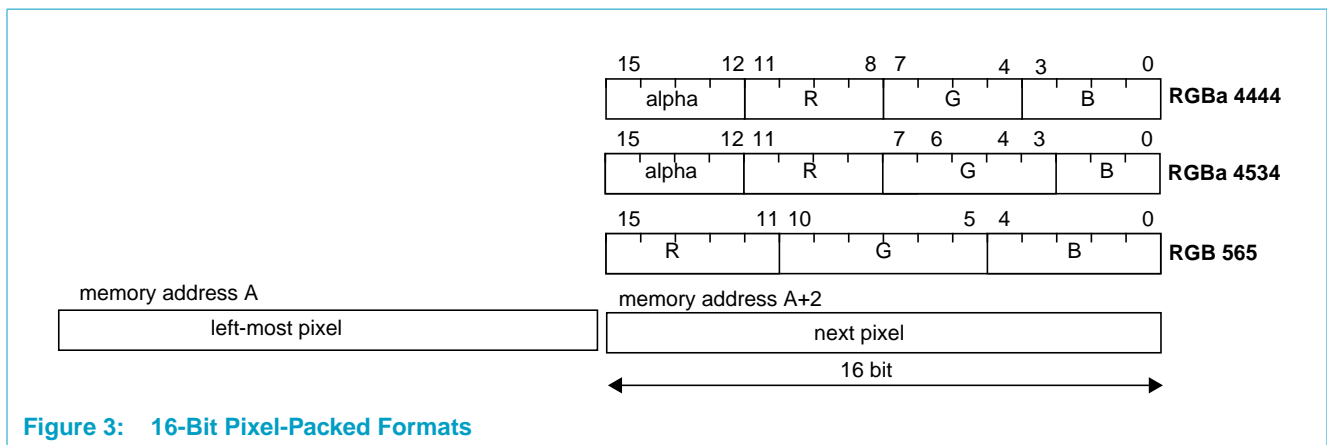 15 12 11 8 7 4 3 0
alpha R G B RGBa 4444
15 12 11 7 6 4 3 0
alpha R G B RGBa 4534
15 11 10 5 4 0
R G B RGB 565
memory address A memory address A+2
left-most pixel next pixel
16 bit
Figure 3: 16-Bit Pixel-Packed Formats